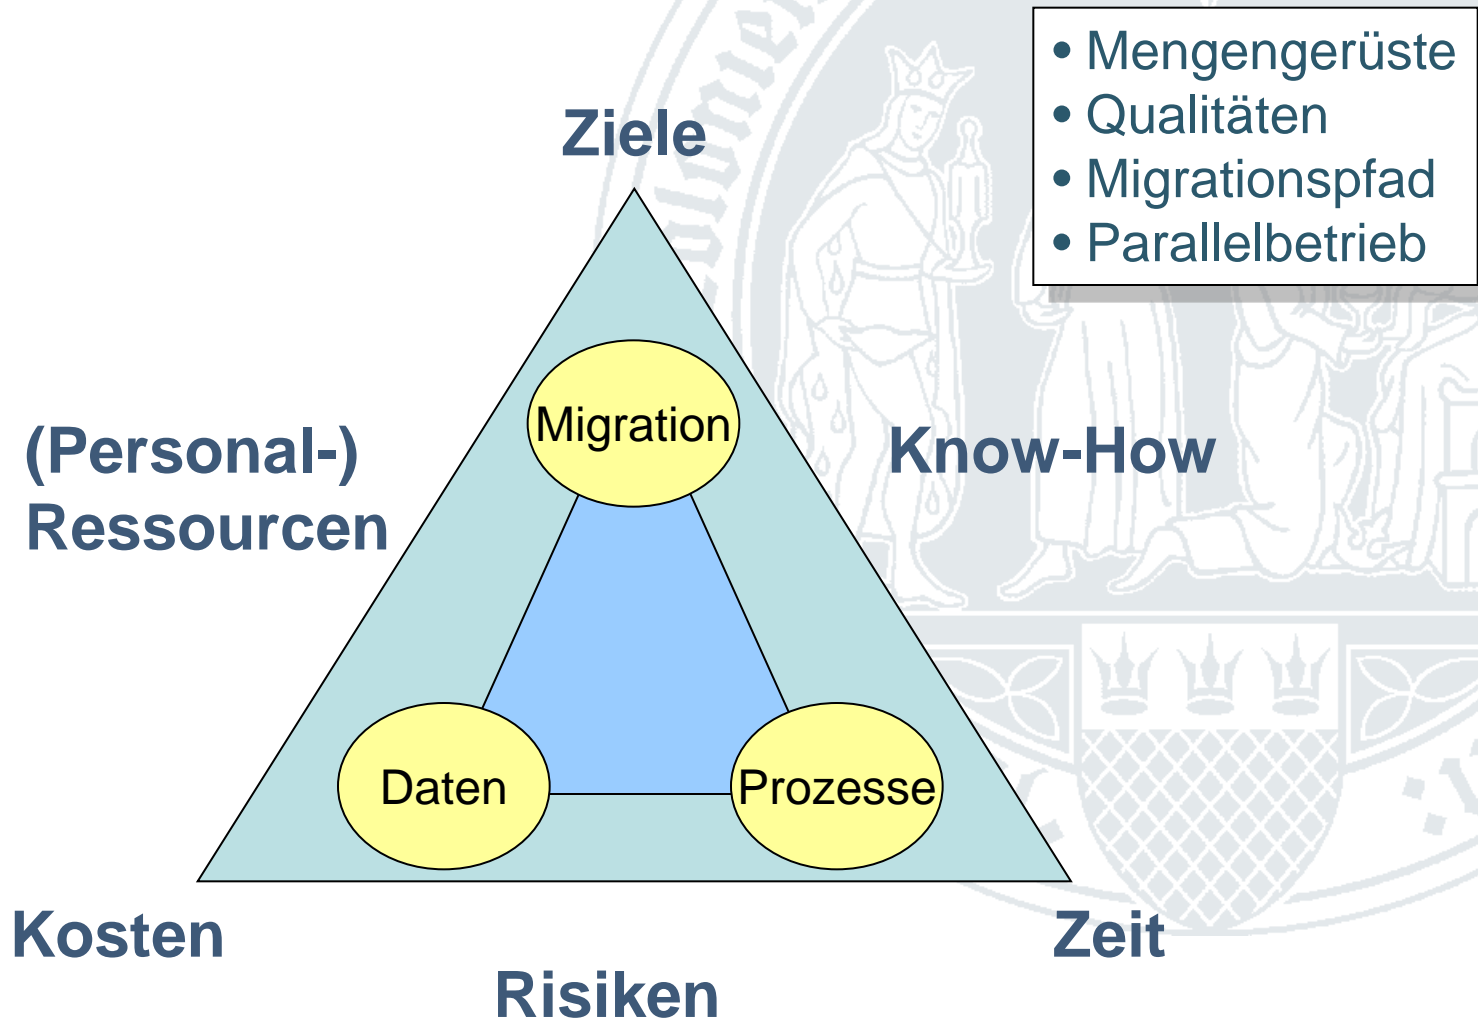 • Mengengerüste
• Qualitäten
• Migrationspfad
• Parallelbetrieb
Ziele
Migration
(Personal-)
Ressourcen
Know-How
Daten
Prozesse
Kosten
Zeit
Risiken